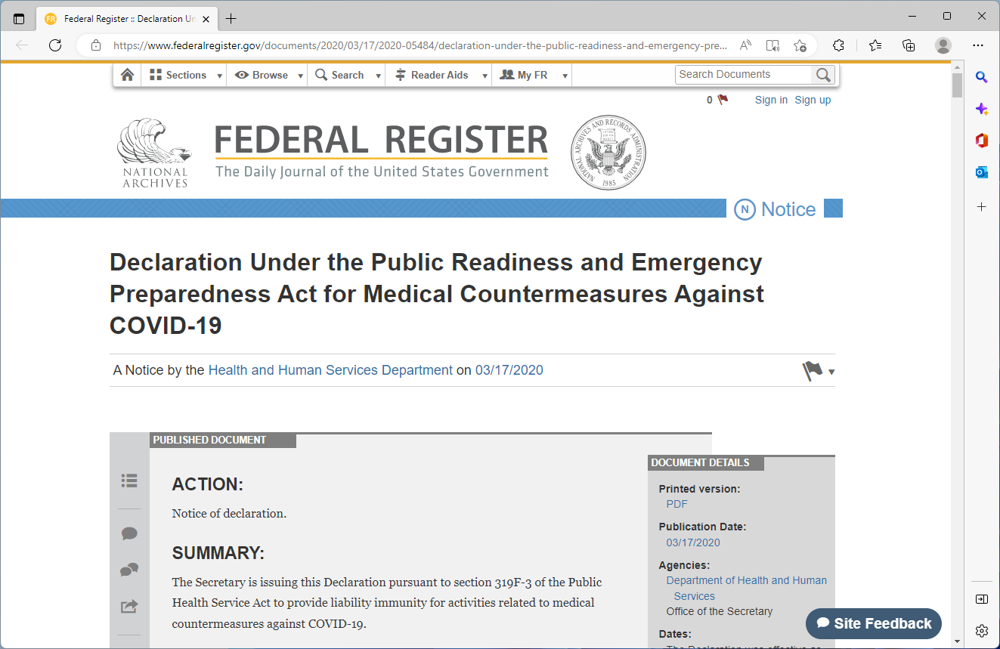 FR Federal Register :: Declaration Un
https://www.federalregister.gov/documents/2020/03/17/2020-05484/declaration-under-the-public-readiness-and-emergency-pre...
Sections Browse Search Reader Aids My FR Search Documents
0 Sign in Sign up
NATIONAL
ARCHIVES
FEDERAL REGISTER
The Daily Journal of the United States Government
NATIONAL ARCHIVES AND RECORDS ADMINISTRATION
1985
N Notice
Declaration Under the Public Readiness and Emergency
Preparedness Act for Medical Countermeasures Against
COVID-19
A Notice by the Health and Human Services Department on 03/17/2020
PUBLISHED DOCUMENT
ACTION:
Notice of declaration.
SUMMARY:
The Secretary is issuing this Declaration pursuant to section 319F-3 of the Public
Health Service Act to provide liability immunity for activities related to medical
countermeasures against COVID-19.
DOCUMENT DETAILS
Printed version:
PDF
Publication Date:
03/17/2020
Agencies:
Department of Health and Human
Services
Office of the Secretary
Dates:
The Declaration was effective as
Site Feedback